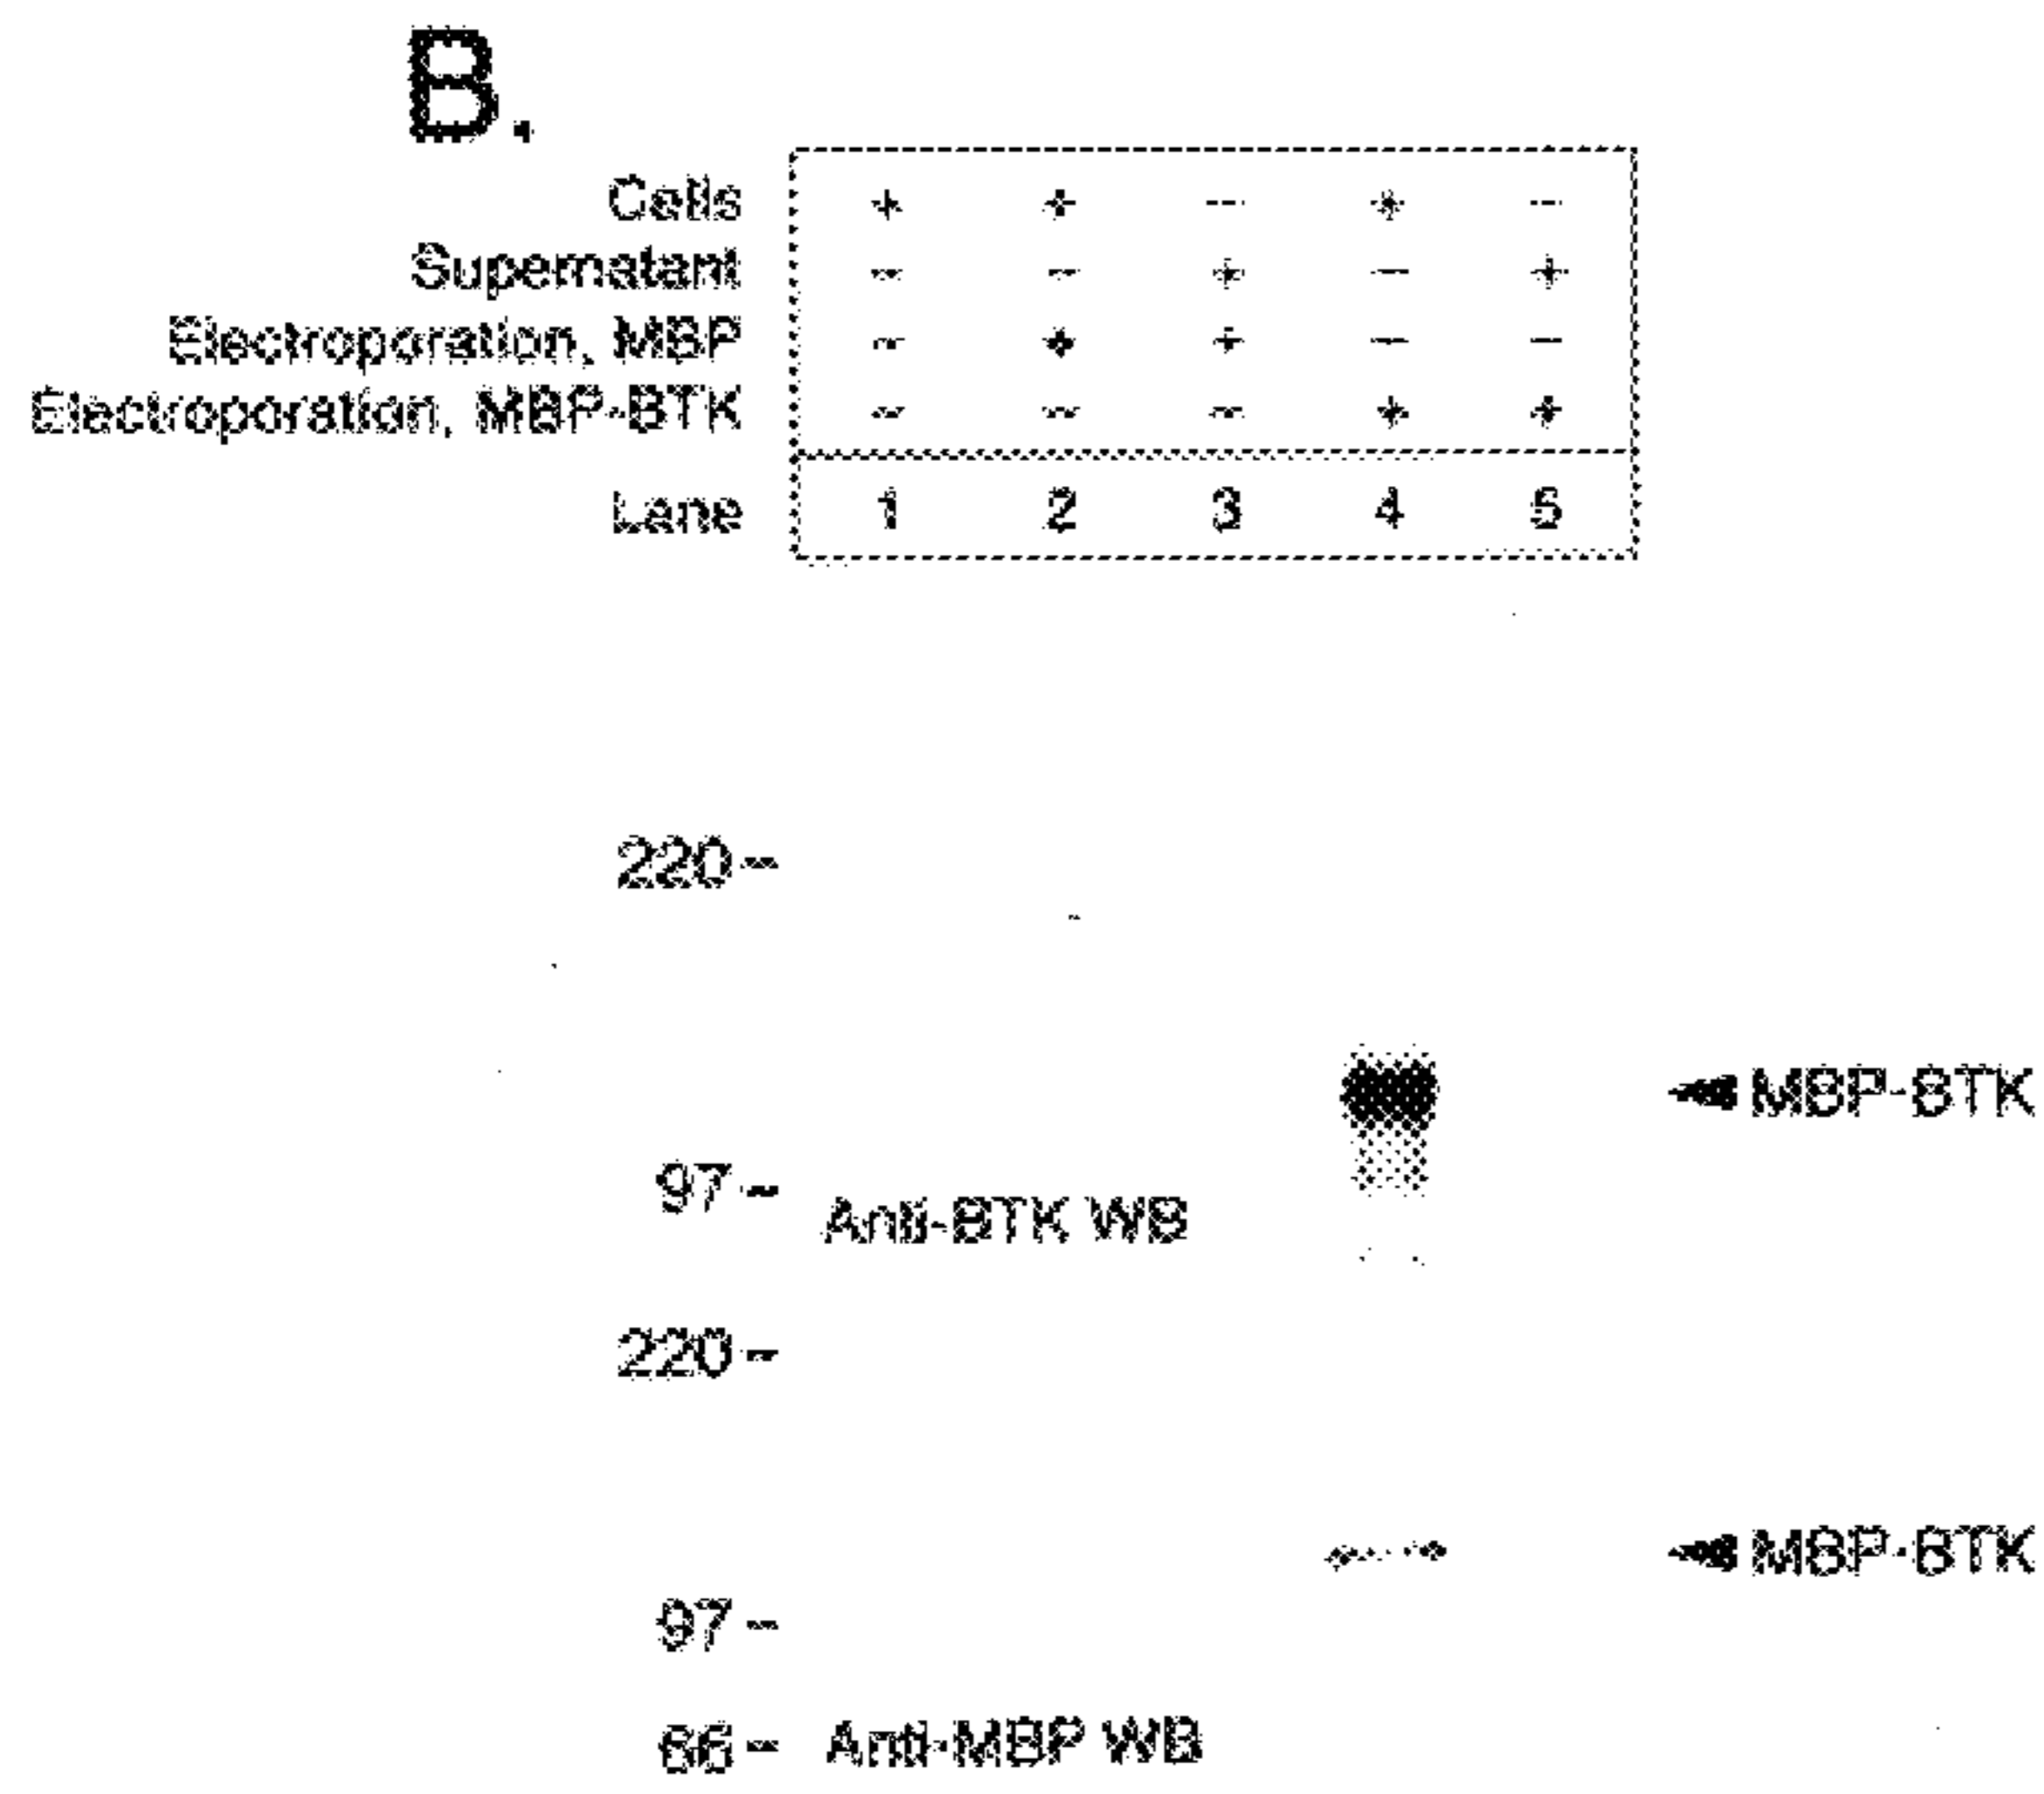 B.
Cells + + - + -
Supernatant - - + - +
Electroporation, MBP - + + - -
Electroporation, MBP-BTK - - - + +
Lane 1 2 3 4 5
220-
MBP-BTK
97-
Anti-BTK WB
220-
MBP-BTK
97-
66- Anti-MBP WB